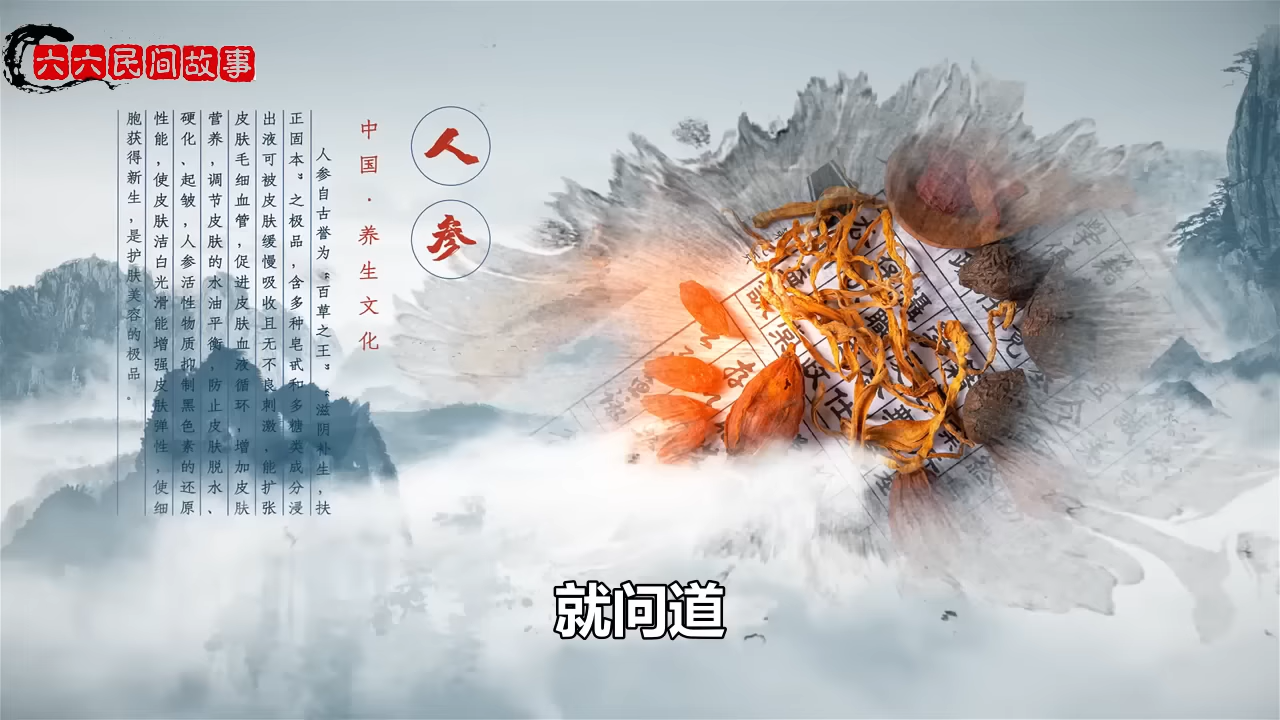 六六民间故事
人参
中国·养生文化
人参自古誉为“百草之王”“滋阴补生,扶
正固本”之极品,含多种皂甙和多糖类成分浸
出液可被皮肤缓慢吸收且无不良刺激,能扩张
皮肤毛细血管,促进皮肤血液循环,增加皮肤
营养,调节皮肤的水油平衡,防止皮肤脱水、
硬化、起皱,人参活性物质抑制黑色素的还原
性能,使皮肤洁白光滑能增强皮肤弹性,使细
胞获得新生,是护肤美容的极品。
就问道